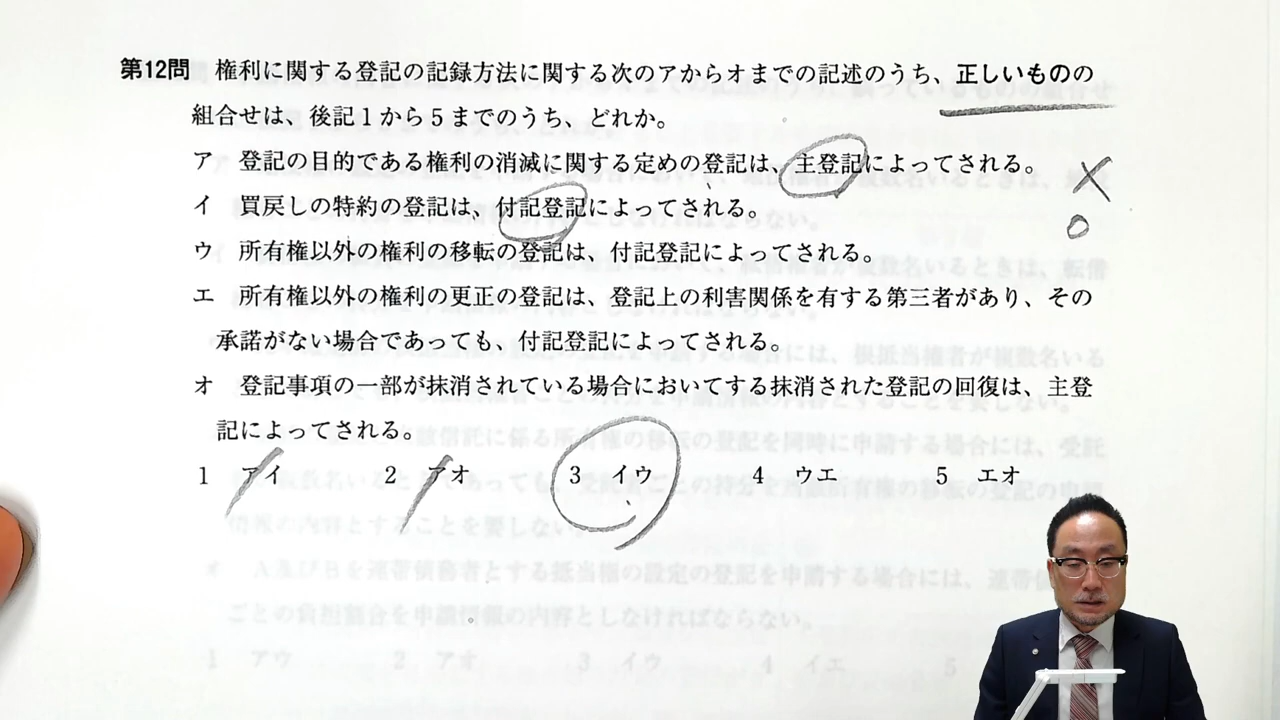 第12問 権利に関する登記の記録方法に関する次のアからオまでの記述のうち、正しいものの
組合せは、後記1から5までのうち、どれか。
ア 登記の目的である権利の消滅に関する定めの登記は、主登記によってされる。
イ 買戻しの特約の登記は、付記登記によってされる。
ウ 所有権以外の権利の移転の登記は、付記登記によってされる。
エ 所有権以外の権利の更正の登記は、登記上の利害関係を有する第三者があり、その
承諾がない場合であっても、付記登記によってされる。
オ 登記事項の一部が抹消されている場合においてする抹消された登記の回復は、主登
記によってされる。
1 アイ 2 アオ 3 イウ 4 ウエ 5 エオ